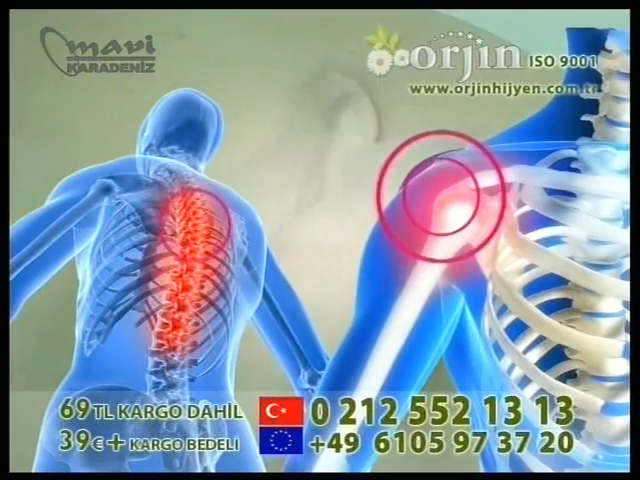 mavi
KARADENİZ
orjin ISO 9001
www.orjinhijyen.com.tr
69 TL KARGO DAHİL
0 212 552 13 13
39€ + KARGO BEDELİ
+49 6105 97 37 20